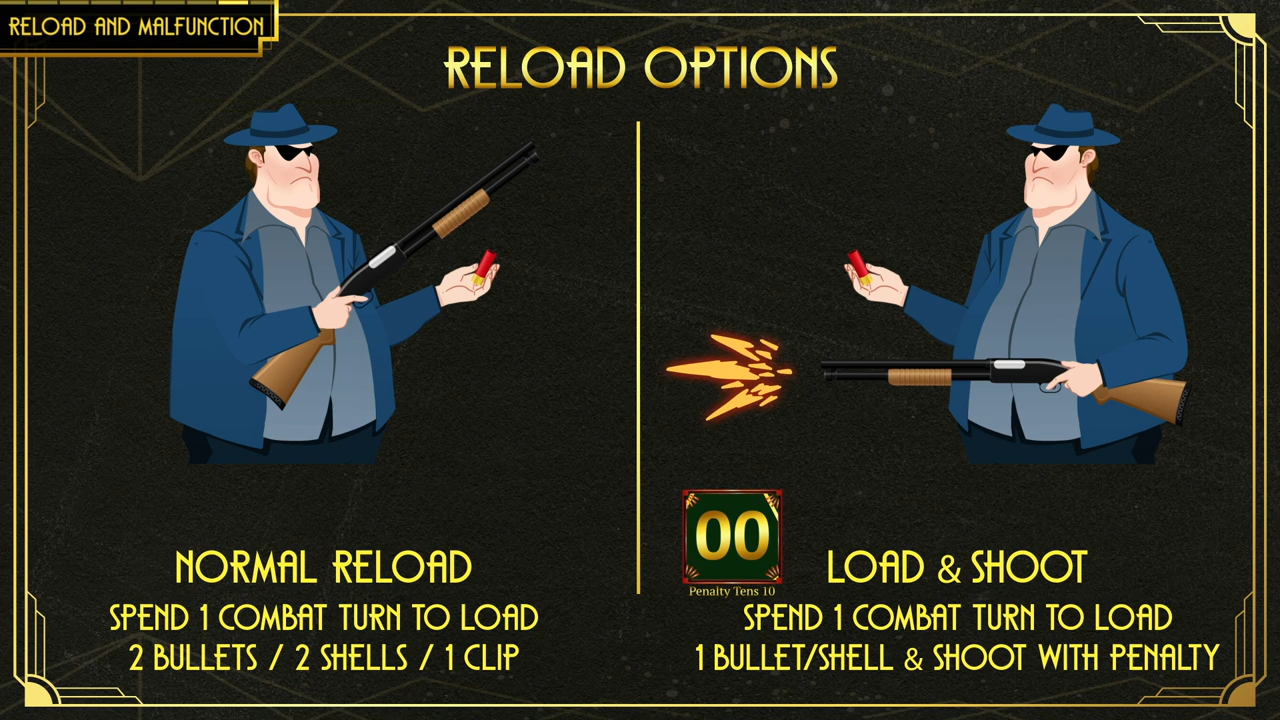 RELOAD AND MALFUNCTION
RELOAD OPTIONS
NORMAL RELOAD
SPEND 1 COMBAT TURN TO LOAD
2 BULLETS / 2 SHELLS / 1 CLIP
00
Penalty Tens 10
LOAD & SHOOT
SPEND 1 COMBAT TURN TO LOAD
1 BULLET/SHELL & SHOOT WITH PENALTY